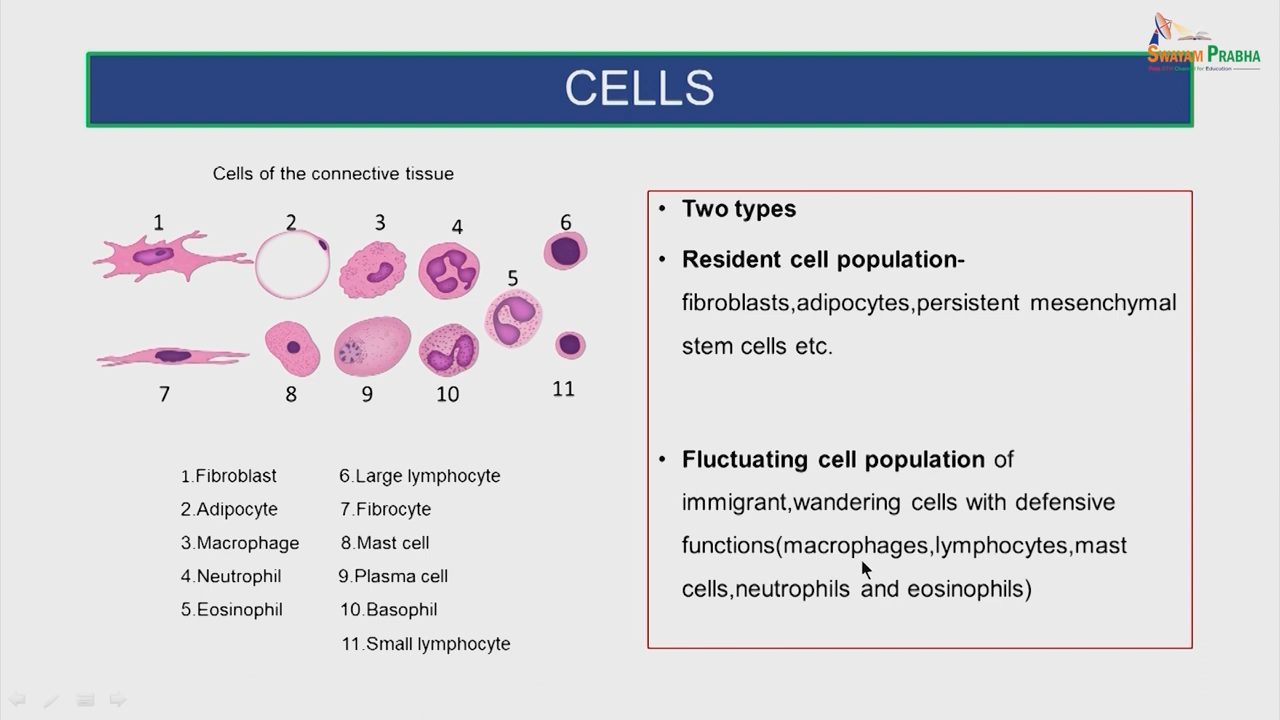 SWAYAM PRABHA
CELLS
Cells of the connective tissue
1
2
3
4
5
6
7
8
9
10
11
1.Fibroblast
2.Adipocyte
3.Macrophage
4.Neutrophil
5.Eosinophil
6.Large lymphocyte
7.Fibrocyte
8.Mast cell
9.Plasma cell
10.Basophil
11.Small lymphocyte
• Two types
• Resident cell population-
fibroblasts,adipocytes,persistent mesenchymal
stem cells etc.
• Fluctuating cell population of
immigrant,wandering cells with defensive
functions(macrophages,lymphocytes,mast
cells,neutrophils and eosinophils)